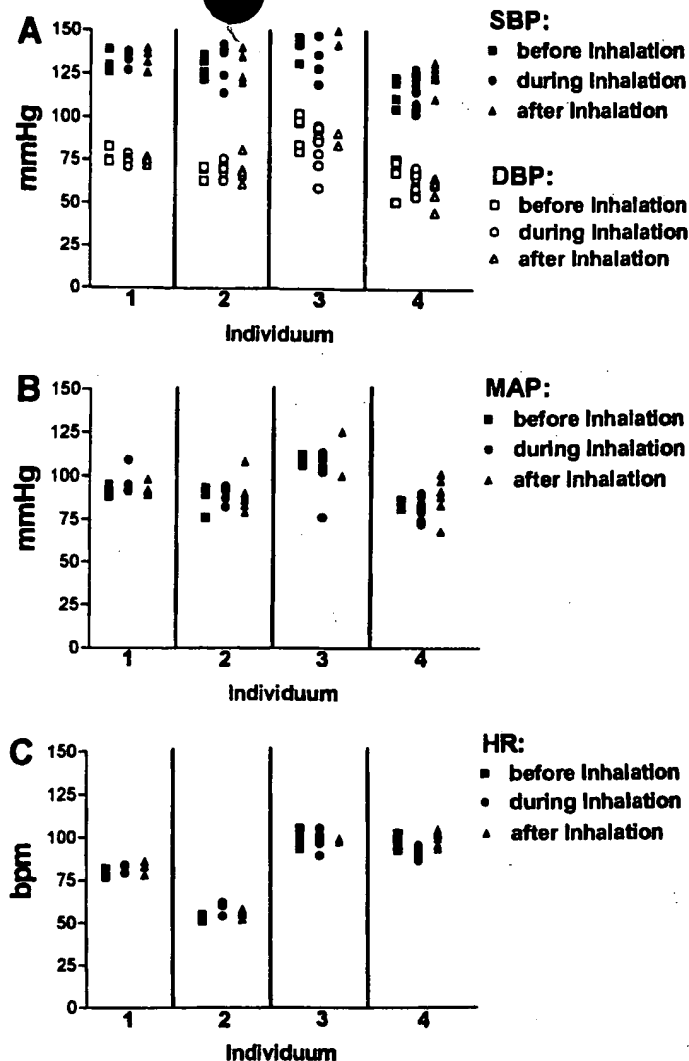 A
150
125
100
75
50
25
0
mmHg
1 2 3 4
Individuum
SBP:
before Inhalation
during Inhalation
after Inhalation
DBP:
before Inhalation
during Inhalation
after Inhalation
B
150
125
100
75
50
25
0
mmHg
1 2 3 4
Individuum
MAP:
before Inhalation
during Inhalation
after Inhalation
C
150
125
100
75
50
25
0
bpm
1 2 3 4
Individuum
HR:
before Inhalation
during Inhalation
after Inhalation